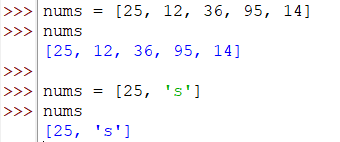 >>> nums = [25, 12, 36, 95, 14]
>>> nums
[25, 12, 36, 95, 14]
>>>
>>> nums = [25, 's']
>>> nums
[25, 's']